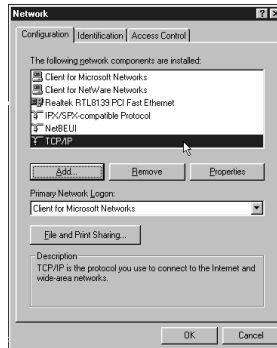 Network
Configuration Identification Access Control
The following network components are installed:
Client for Microsoft Networks
Client for NetWare Networks
Realtek RTL8139 PCI Fast Ethernet
IPX/SPX-compatible Protocol
NetBEUI
TCP/IP
Add... Remove Properties
Primary Network Logon:
Client for Microsoft Networks
File and Print Sharing...
Description
TCP/IP is the protocol you use to connect to the Internet and
wide-area networks.
OK Cancel